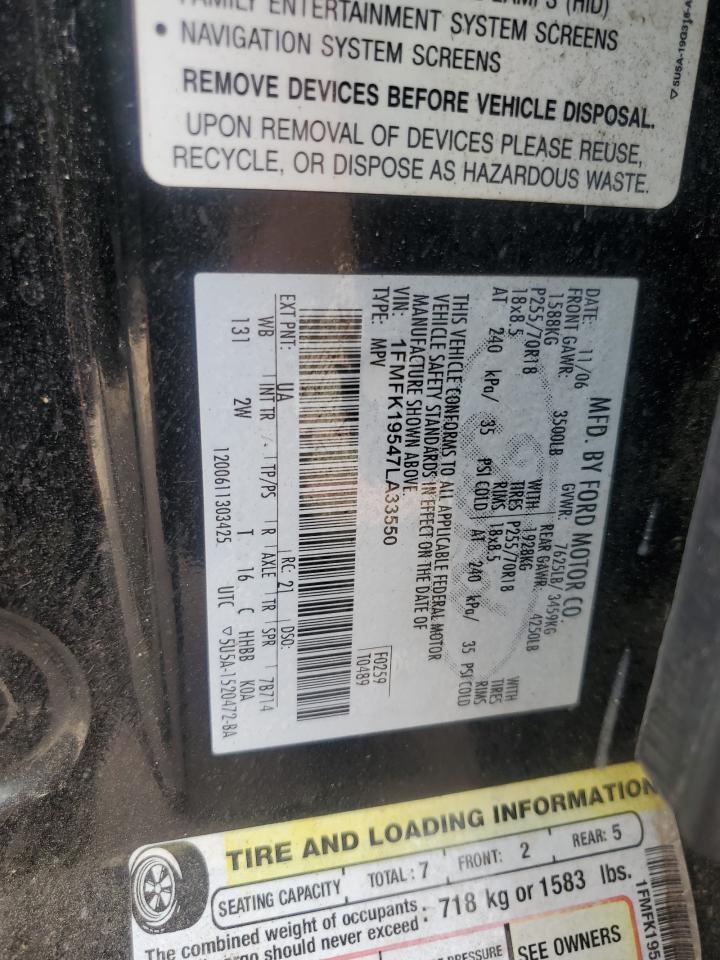 FAMILY ENTERTAINMENT SYSTEM SCREENS
• NAVIGATION SYSTEM SCREENS
REMOVE DEVICES BEFORE VEHICLE DISPOSAL.
UPON REMOVAL OF DEVICES PLEASE REUSE,
RECYCLE, OR DISPOSE AS HAZARDOUS WASTE.
MFD. BY FORD MOTOR CO.
DATE: 11/06 GVWR: 7625LB/ 3459KG
FRONT GAWR: 3500LB REAR GAWR: 4250LB
1588KG WITH 1928KG WITH
P255/70R18 TIRES P255/70R18 TIRES
18x8.5 RIMS 18x8.5 RIMS
AT 240 kPa/ 35 PSI COLD AT 240 kPa/ 35 PSI COLD
THIS VEHICLE CONFORMS TO ALL APPLICABLE FEDERAL MOTOR
VEHICLE SAFETY STANDARDS IN EFFECT ON THE DATE OF
MANUFACTURE SHOWN ABOVE.
VIN: 1FMFK19547LA33550
TYPE: MPV
F0259
T0489
EXT PNT: UA RC: 21 DSO:
WB INT TR TP/PS R AXLE TR SPR 7B714
131 2W T 16 C HHBB K0A
1200611303425 UTC ▽5U5A-1520472-BA
TIRE AND LOADING INFORMATION
SEATING CAPACITY TOTAL: 7 FRONT: 2 REAR: 5
The combined weight of occupants
should never exceed: 718 kg or 1583 lbs.
PRESSURE SEE OWNERS
1FMFK195